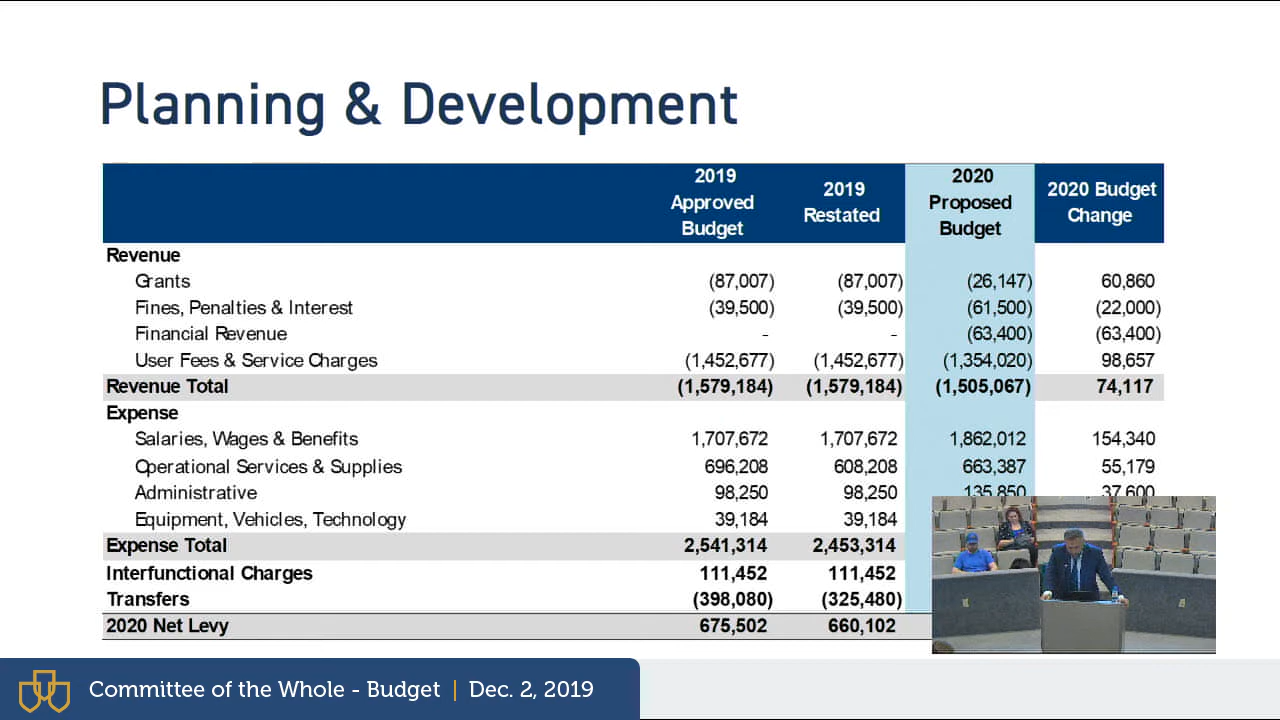 Planning & Development
2019 Approved Budget 2019 Restated 2020 Proposed Budget 2020 Budget Change
Revenue
Grants (87,007) (87,007) (26,147) 60,860
Fines, Penalties & Interest (39,500) (39,500) (61,500) (22,000)
Financial Revenue - - (63,400) (63,400)
User Fees & Service Charges (1,452,677) (1,452,677) (1,354,020) 98,657
Revenue Total (1,579,184) (1,579,184) (1,505,067) 74,117
Expense
Salaries, Wages & Benefits 1,707,672 1,707,672 1,862,012 154,340
Operational Services & Supplies 696,208 608,208 663,387 55,179
Administrative 98,250 98,250 135,850 37,600
Equipment, Vehicles, Technology 39,184 39,184
Expense Total 2,541,314 2,453,314
Interfunctional Charges 111,452 111,452
Transfers (398,080) (325,480)
2020 Net Levy 675,502 660,102
Committee of the Whole - Budget | Dec. 2, 2019